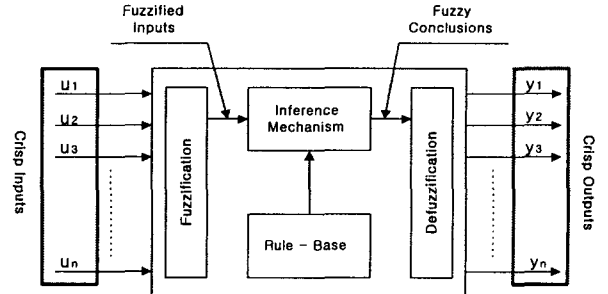 Fuzzified
Inputs
Fuzzy
Conclusions
Crisp Inputs
u1
u2
u3
un
Fuzzification
Inference
Mechanism
Rule - Base
Defuzzification
y1
y2
y3
yn
Crisp Outputs